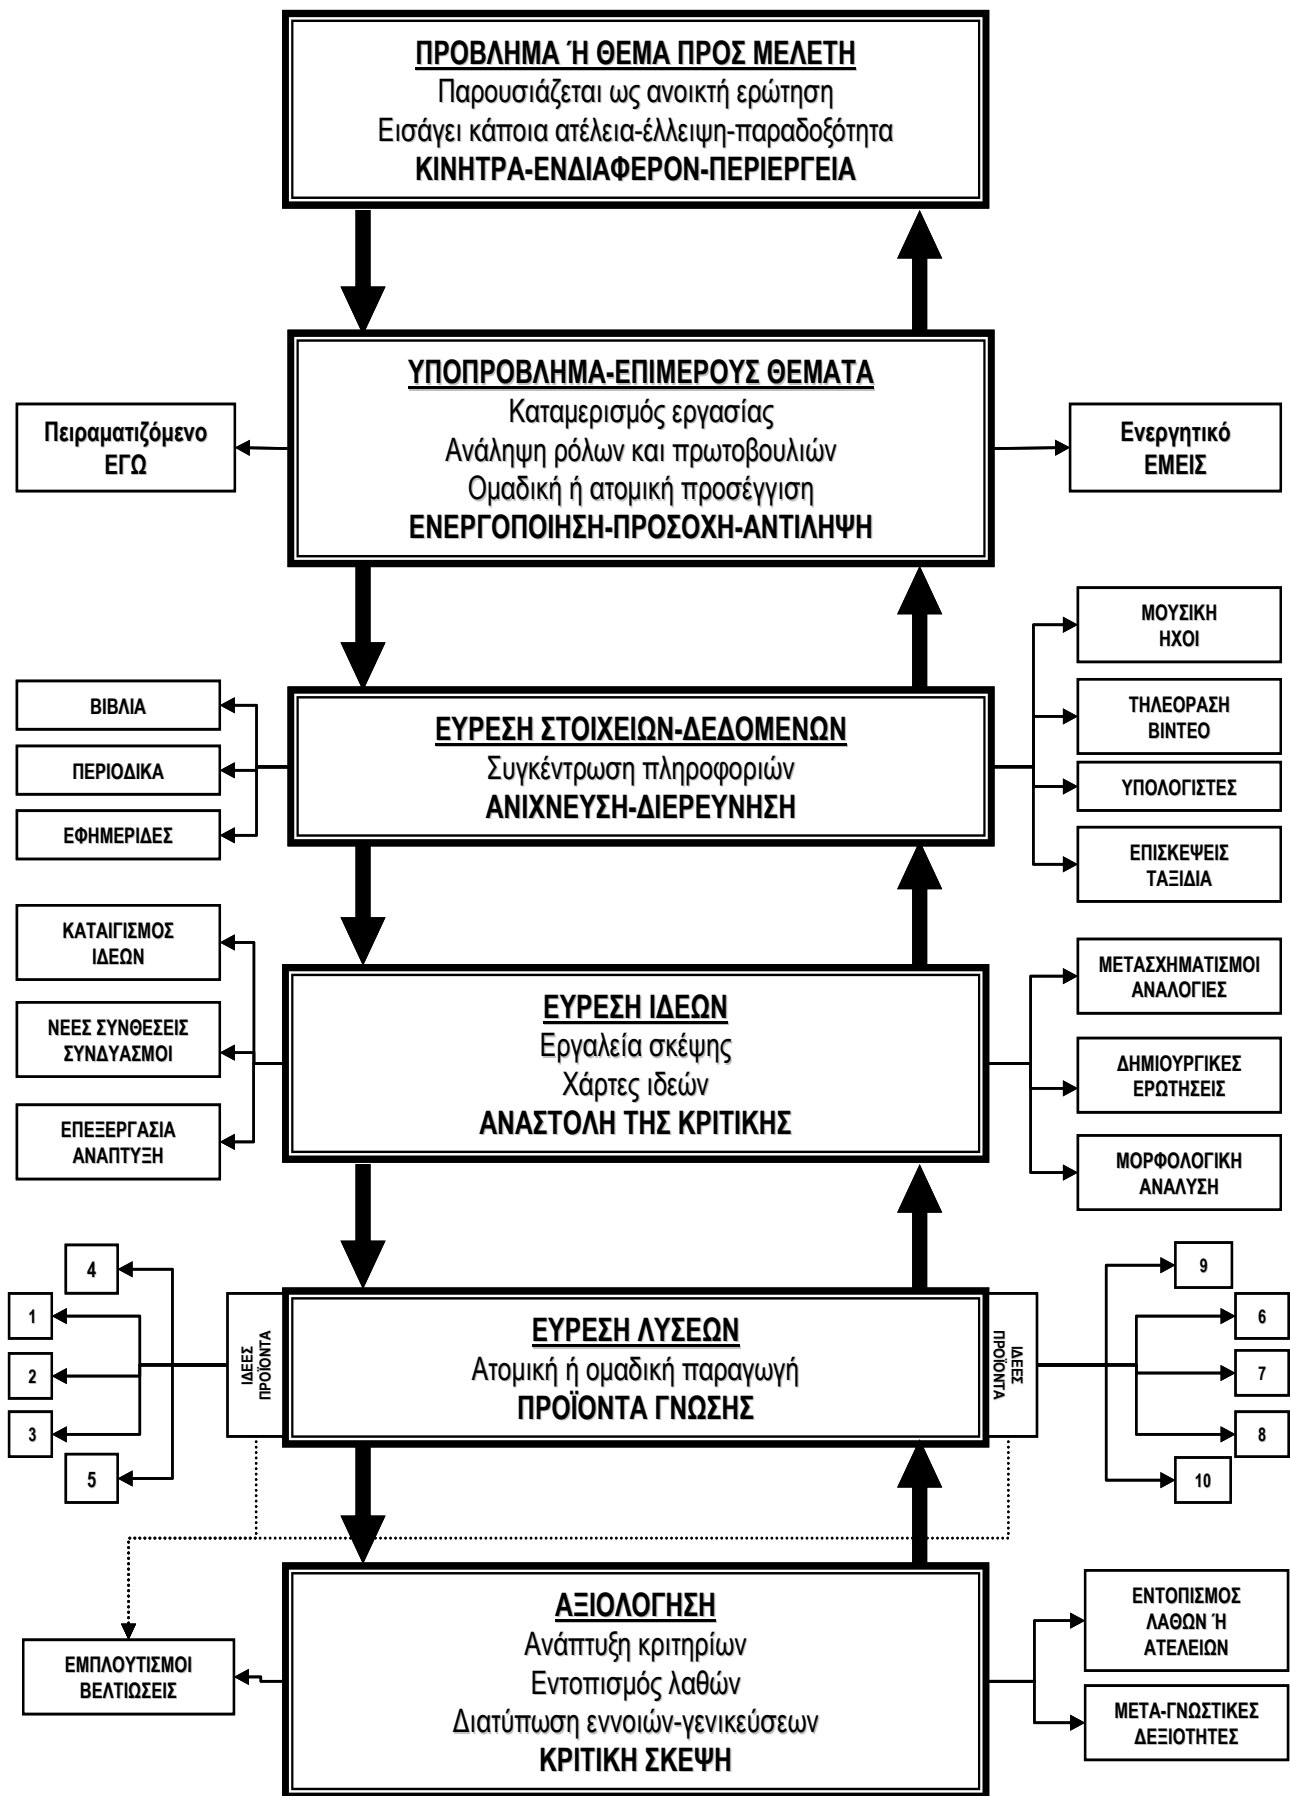 ΠΡΟΒΛΗΜΑ Ή ΘΕΜΑ ΠΡΟΣ ΜΕΛΕΤΗ
Παρουσιάζεται ως ανοικτή ερώτηση
Εισάγει κάποια ατέλεια-έλλειψη-παραδοξότητα
ΚΙΝΗΤΡΑ-ΕΝΔΙΑΦΕΡΟΝ-ΠΕΡΙΕΡΓΕΙΑ
ΥΠΟΠΡΟΒΛΗΜΑ-ΕΠΙΜΕΡΟΥΣ ΘΕΜΑΤΑ
Καταμερισμός εργασίας
Ανάληψη ρόλων και πρωτοβουλιών
Ομαδική ή ατομική προσέγγιση
ΕΝΕΡΓΟΠΟΙΗΣΗ-ΠΡΟΣΟΧΗ-ΑΝΤΙΛΗΨΗ
Πειραματιζόμενο
ΕΓΩ
Ενεργητικό
ΕΜΕΙΣ
ΕΥΡΕΣΗ ΣΤΟΙΧΕΙΩΝ-ΔΕΔΟΜΕΝΩΝ
Συγκέντρωση πληροφοριών
ΑΝΙΧΝΕΥΣΗ-ΔΙΕΡΕΥΝΗΣΗ
ΒΙΒΛΙΑ
ΠΕΡΙΟΔΙΚΑ
ΕΦΗΜΕΡΙΔΕΣ
ΜΟΥΣΙΚΗ
ΗΧΟΙ
ΤΗΛΕΟΡΑΣΗ
ΒΙΝΤΕΟ
ΥΠΟΛΟΓΙΣΤΕΣ
ΕΠΙΣΚΕΨΕΙΣ
ΤΑΞΙΔΙΑ
ΕΥΡΕΣΗ ΙΔΕΩΝ
Εργαλεία σκέψης
Χάρτες ιδεών
ΑΝΑΣΤΟΛΗ ΤΗΣ ΚΡΙΤΙΚΗΣ
ΚΑΤΑΙΓΙΣΜΟΣ
ΙΔΕΩΝ
ΝΕΕΣ ΣΥΝΘΕΣΕΙΣ
ΣΥΝΔΥΑΣΜΟΙ
ΕΠΕΞΕΡΓΑΣΙΑ
ΑΝΑΠΤΥΞΗ
ΜΕΤΑΣΧΗΜΑΤΙΣΜΟΙ
ΑΝΑΛΟΓΙΕΣ
ΔΗΜΙΟΥΡΓΙΚΕΣ
ΕΡΩΤΗΣΕΙΣ
ΜΟΡΦΟΛΟΓΙΚΗ
ΑΝΑΛΥΣΗ
ΕΥΡΕΣΗ ΛΥΣΕΩΝ
Ατομική ή ομαδική παραγωγή
ΠΡΟΪΟΝΤΑ ΓΝΩΣΗΣ
ΙΔΕΕΣ
ΠΡΟΪΟΝΤΑ
4
1
2
3
5
ΙΔΕΕΣ
ΠΡΟΪΟΝΤΑ
9
6
7
8
10
ΑΞΙΟΛΟΓΗΣΗ
Ανάπτυξη κριτηρίων
Εντοπισμός λαθών
Διατύπωση εννοιών-γενικεύσεων
ΚΡΙΤΙΚΗ ΣΚΕΨΗ
ΕΜΠΛΟΥΤΙΣΜΟΙ
ΒΕΛΤΙΩΣΕΙΣ
ΕΝΤΟΠΙΣΜΟΣ
ΛΑΘΩΝ Ή
ΑΤΕΛΕΙΩΝ
ΜΕΤΑ-ΓΝΩΣΤΙΚΕΣ
ΔΕΞΙΟΤΗΤΕΣ